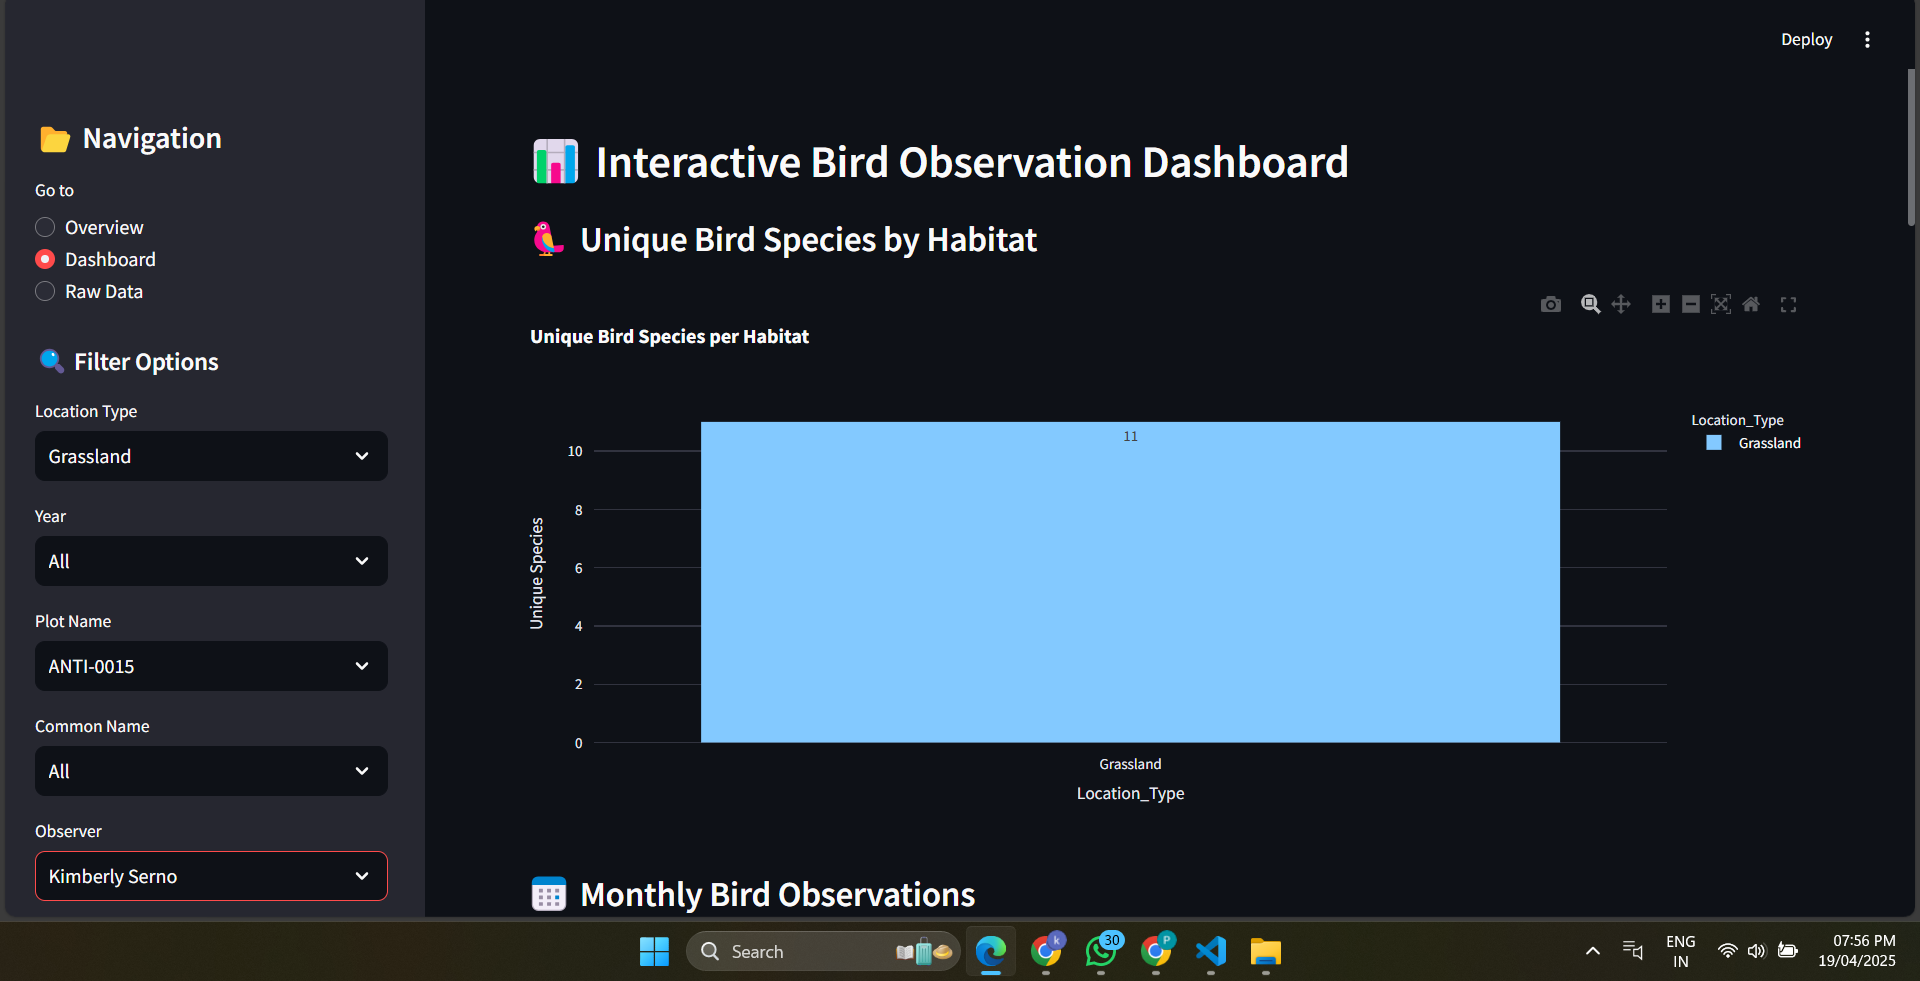 Deploy
Navigation
Go to
Overview
Dashboard
Raw Data
Filter Options
Location Type
Grassland
Year
All
Plot Name
ANTI-0015
Common Name
All
Observer
Kimberly Serno
Interactive Bird Observation Dashboard
Unique Bird Species by Habitat
Unique Bird Species per Habitat
11
10
8
6
4
2
0
Unique Species
Grassland
Location_Type
Location_Type
Grassland
Monthly Bird Observations
Search
k
30
P
ENG
IN
07:56 PM
19/04/2025